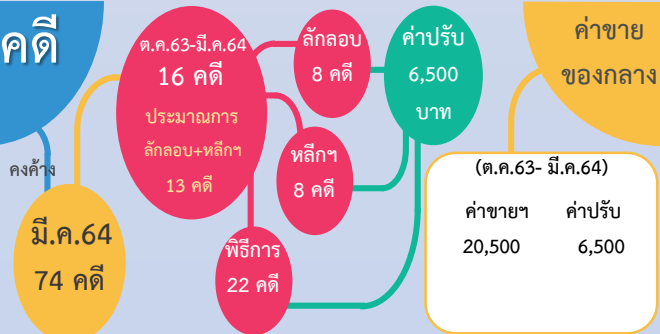 คดี
คงค้าง
มี.ค.64
74 คดี
ต.ค.63-มี.ค.64
16 คดี
ประมาณการ
ลักลอบ+หลีกฯ
13 คดี
ลักลอบ
8 คดี
หลีกฯ
8 คดี
พิธีการ
22 คดี
ค่าปรับ
6,500
บาท
ค่าขาย
ของกลาง
(ต.ค.63- มี.ค.64)
ค่าขายฯ ค่าปรับ
20,500 6,500